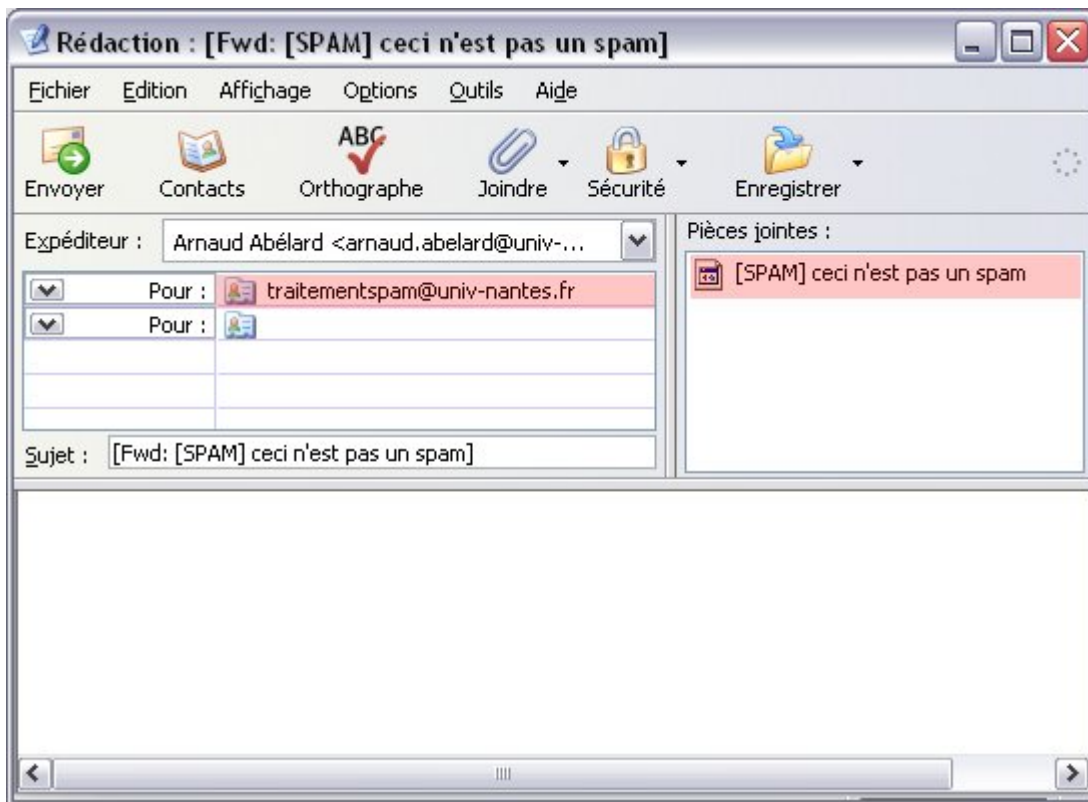 Rédaction : [Fwd: [SPAM] ceci n'est pas un spam]
Fichier Edition Affichage Options Outils Aide
ABC
Envoyer Contacts Orthographe Joindre Sécurité Enregistrer
Expéditeur : Arnaud Abélard <arnaud.abelard@univ-...
Pour : traitementspam@univ-nantes.fr
Pour :
Sujet : [Fwd: [SPAM] ceci n'est pas un spam]
Pièces jointes :
[SPAM] ceci n'est pas un spam